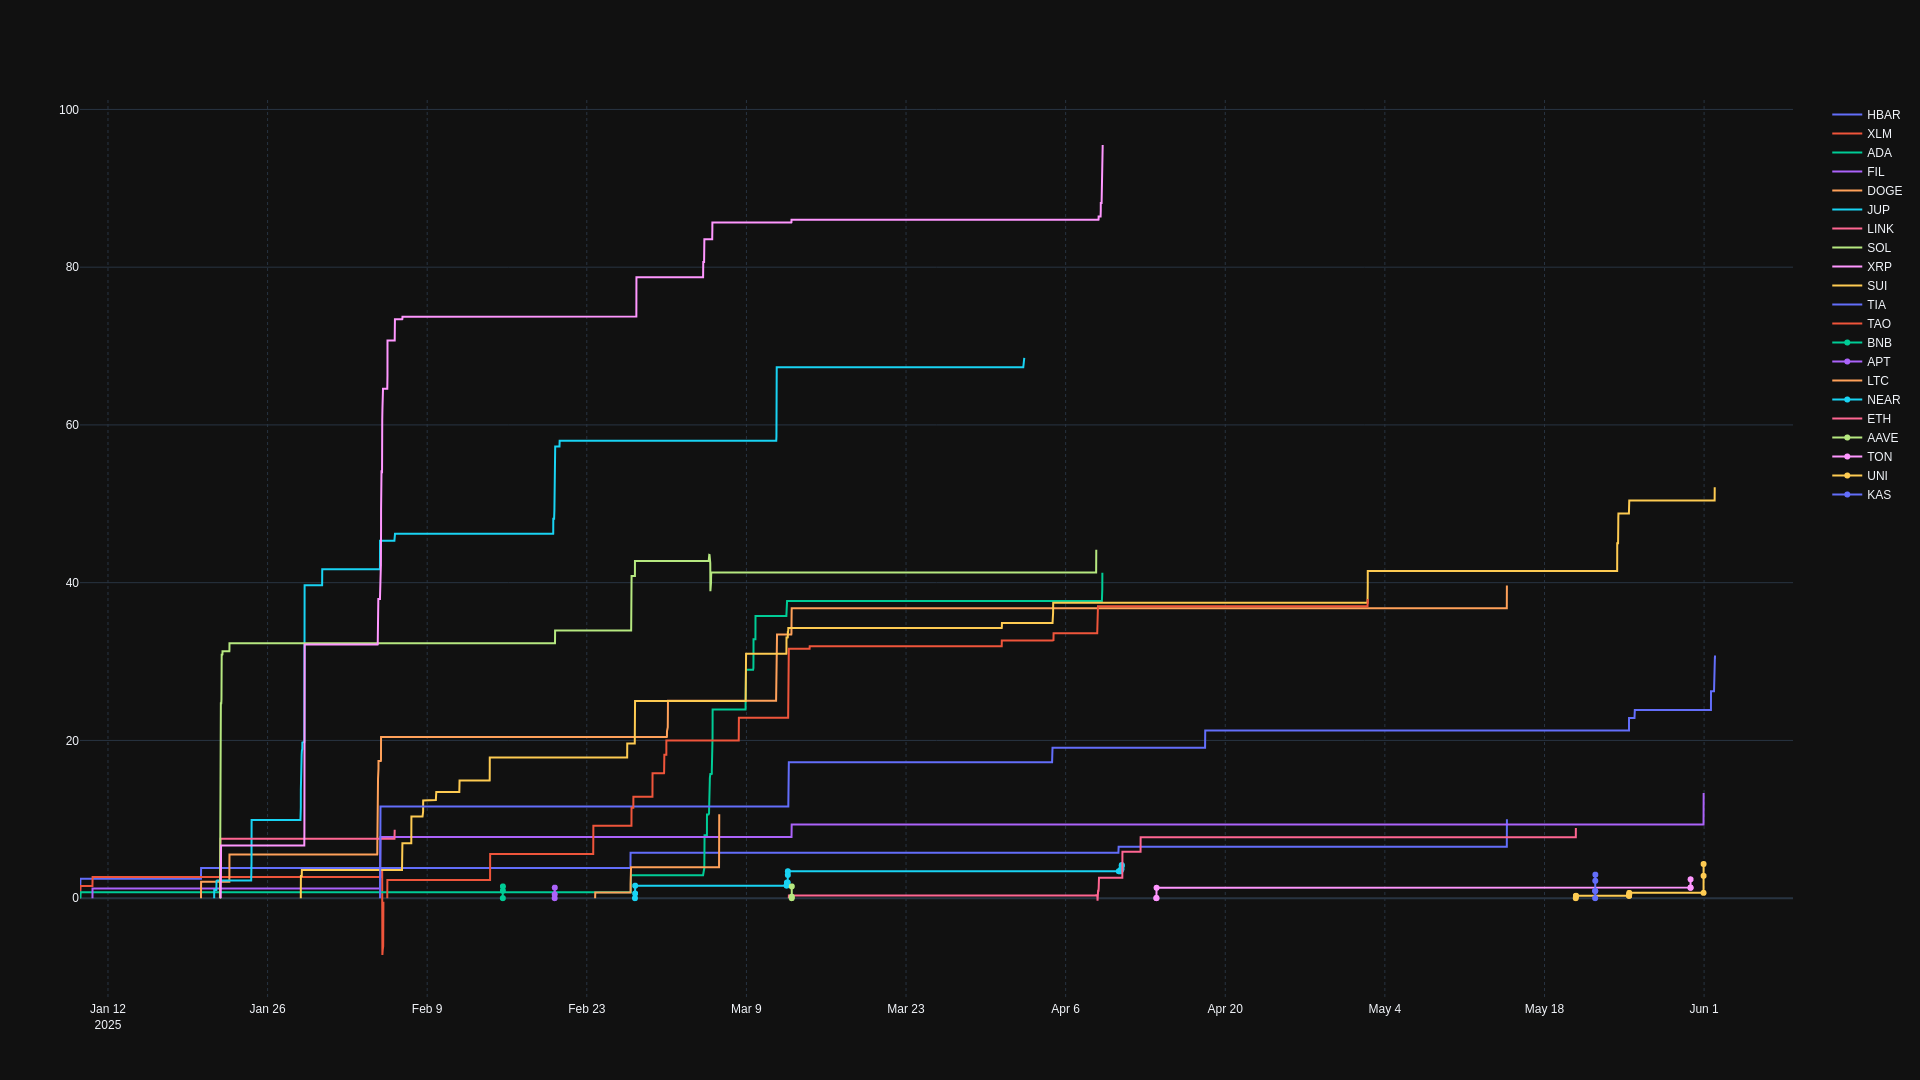 100
80
60
40
20
0
Jan 12
2025
Jan 26
Feb 9
Feb 23
Mar 9
Mar 23
Apr 6
Apr 20
May 4
May 18
Jun 1
HBAR
XLM
ADA
FIL
DOGE
JUP
LINK
SOL
XRP
SUI
TIA
TAO
BNB
APT
LTC
NEAR
ETH
AAVE
TON
UNI
KAS